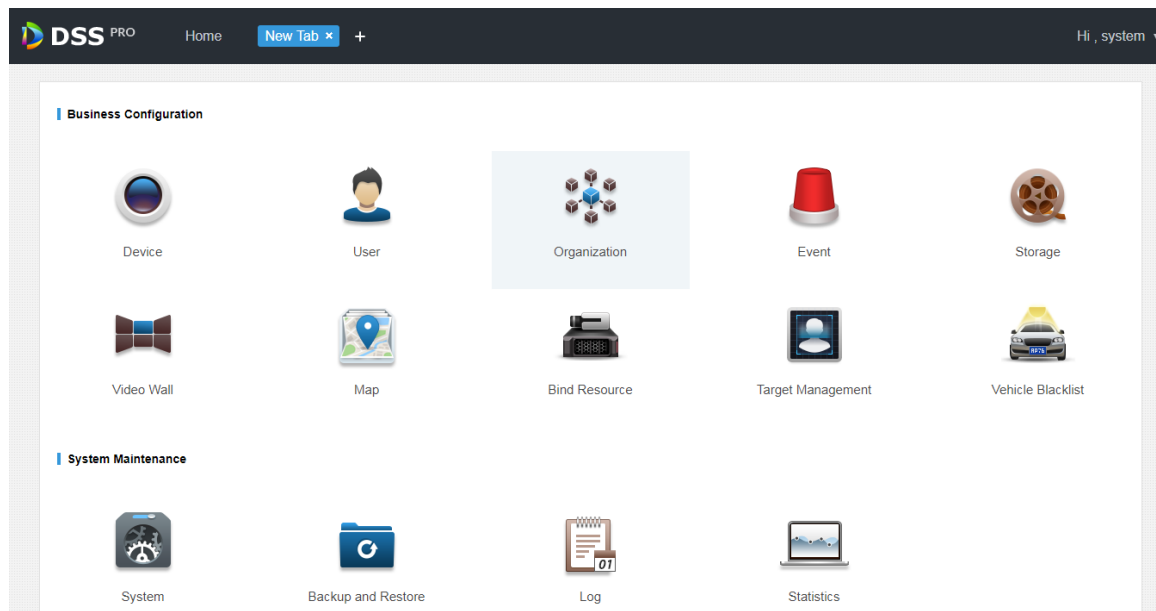 DSS PRO Home New Tab × + Hi , system
Business Configuration
Device User Organization Event Storage
Video Wall Map Bind Resource Target Management Vehicle Blacklist
System Maintenance
01
System Backup and Restore Log Statistics